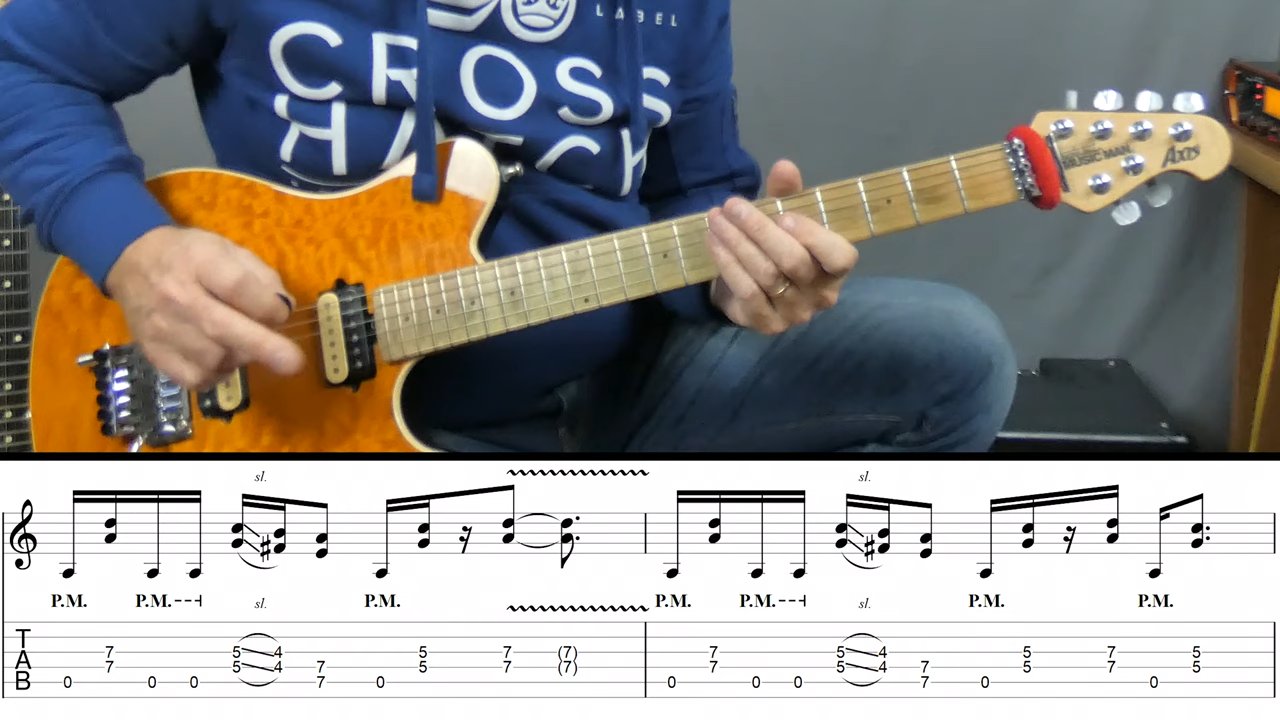 LABEL
CROSS
HATCH
MUSIC MAN
AXIS
sl. sl.
P.M. P.M. P.M. P.M. P.M. P.M. P.M.
sl. sl.
T
A
B
7 5 4 5 7 (7) 7 5 4 5 7 5
7 5 4 7 5 7 (7) 7 5 4 7 5 7 5
0 0 0 7 0 0 0 0 7 0 0